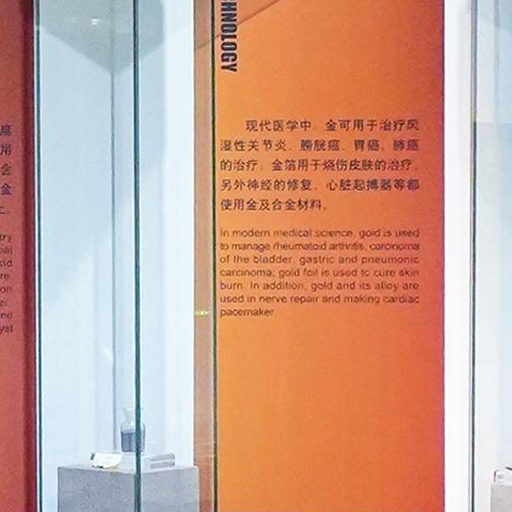 HNOLOGY
现代医学中，金可用于治疗风
湿性关节炎、膀胱癌、胃癌、肺癌
的治疗，金箔用于烧伤皮肤的治疗，
另外神经的修复、心脏起搏器等都
使用金及合金材料。
In modern medical science, gold is used
to manage rheumatoid arthritis, carcinoma
of the bladder, gastric and pneumonic
carcinoma; gold foil is used to cure skin
burn. In addition, gold and its alloy are
used in nerve repair and making cardiac
pacemaker